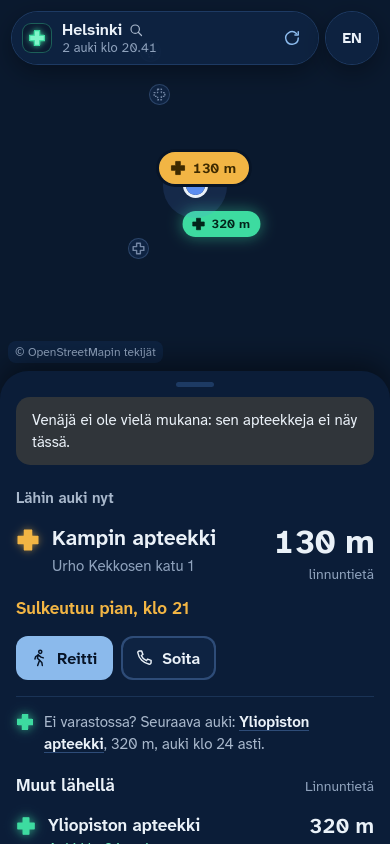 Helsinki
2 auki klo 20.41
EN
130 m
320 m
© OpenStreetMapin tekijät
Venäjä ei ole vielä mukana: sen apteekkeja ei näy
tässä.
Lähin auki nyt
Kampin apteekki
130 m
Urho Kekkosen katu 1
linnuntietä
Sulkeutuu pian, klo 21
Reitti
Soita
Ei varastossa? Seuraava auki: Yliopiston
apteekki, 320 m, auki klo 24 asti.
Muut lähellä
Linnuntietä
Yliopiston apteekki
320 m